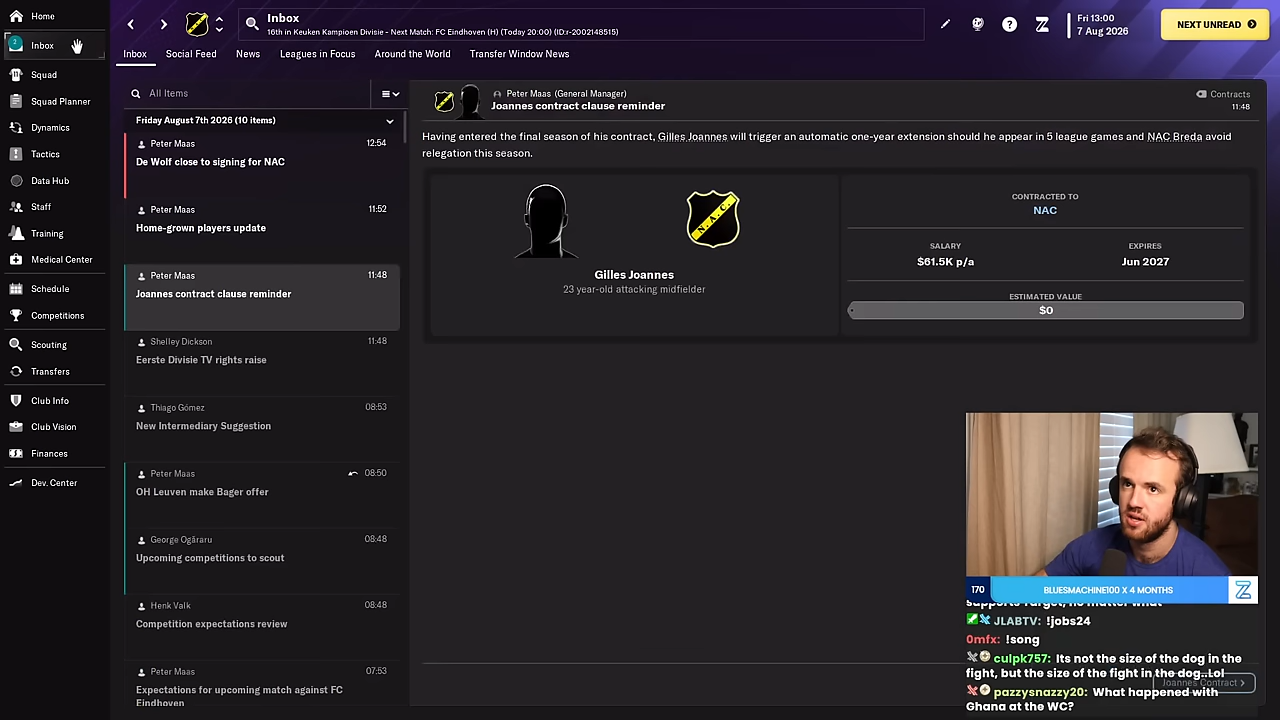 Home
Inbox
2
Squad
Squad Planner
Dynamics
Tactics
Data Hub
Staff
Training
Medical Center
Schedule
Competitions
Scouting
Transfers
Club Info
Club Vision
Finances
Dev. Center
Inbox
16th in Keuken Kampioen Divisie - Next Match: FC Eindhoven (H) (Today 20:00) (ID:r-2002148515)
Fri 13:00
7 Aug 2026
NEXT UNREAD
Inbox Social Feed News Leagues in Focus Around the World Transfer Window News
All Items
Friday August 7th 2026 (10 items)
Peter Maas 12:54
De Wolf close to signing for NAC
Peter Maas 11:52
Home-grown players update
Peter Maas 11:48
Joannes contract clause reminder
Shelley Dickson 11:48
Eerste Divisie TV rights raise
Thiago Gómez 08:53
New Intermediary Suggestion
Peter Maas 08:50
OH Leuven make Bager offer
George Ogăraru 08:48
Upcoming competitions to scout
Henk Valk 08:48
Competition expectations review
Peter Maas 07:53
Expectations for upcoming match against FC
Eindhoven
Peter Maas (General Manager)
Joannes contract clause reminder
Contracts
11:48
Having entered the final season of his contract, Gilles Joannes will trigger an automatic one-year extension should he appear in 5 league games and NAC Breda avoid
relegation this season.
N.A.C.
Gilles Joannes
23 year-old attacking midfielder
CONTRACTED TO
NAC
SALARY
$61.5K p/a
EXPIRES
Jun 2027
ESTIMATED VALUE
$0
170 BLUESMACHINE100 X 4 MONTHS
supports Target, no matter what
JLABTV: !jobs24
0mfx: !song
culpk757: Its not the size of the dog in the
fight, but the size of the fight in the dog..Lol
Joannes Contract
pazzysnazzy20: What happened with
Ghana at the WC?